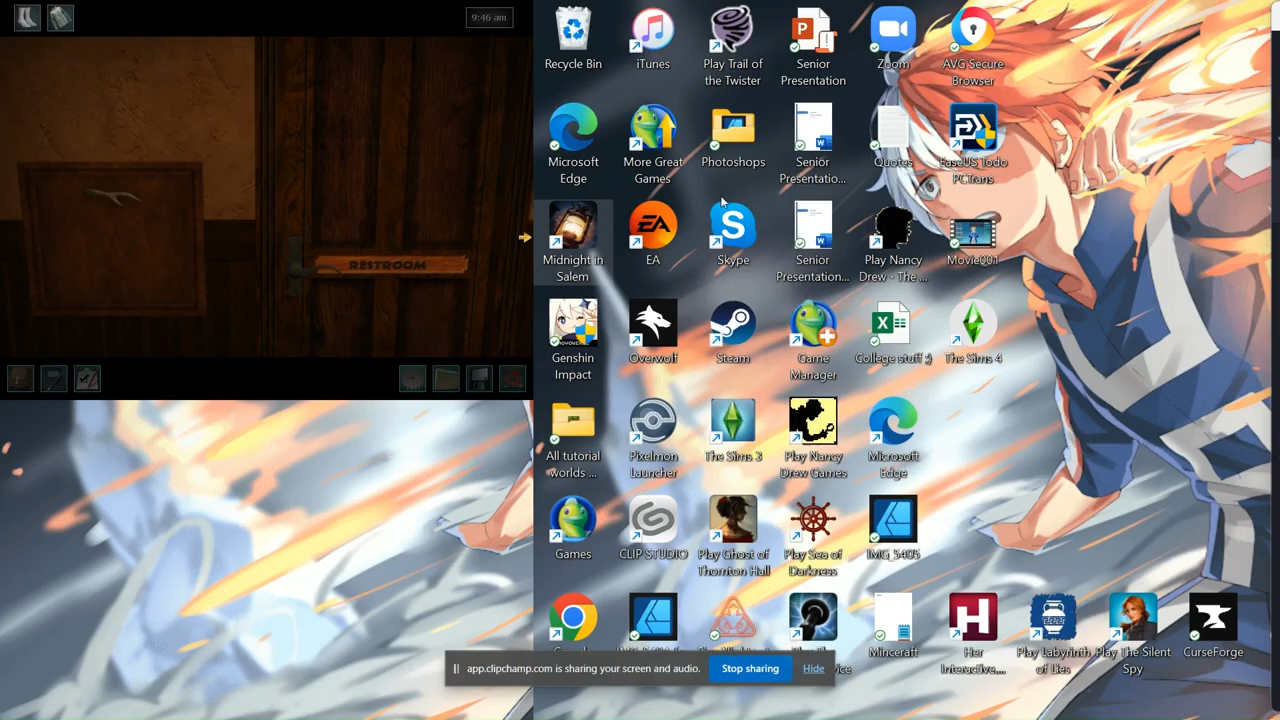 9:46 am
RESTROOM
Recycle Bin
iTunes
Play Trail of
the Twister
Senior
Presentation
Zoom
AVG Secure
Browser
Microsoft
Edge
More Great
Games
Photoshops
Senior
Presentatio...
Quotes
EaseUS Todo
PCTrans
Midnight in
Salem
EA
Skype
Senior
Presentation...
Play Nancy
Drew - The ...
Movie001
Genshin
Impact
Overwolf
Steam
Game
Manager
College stuff ;)
The Sims 4
All tutorial
worlds ...
Pixelmon
Launcher
The Sims 3
Play Nancy
Drew Games
Microsoft
Edge
Games
CLIP STUDIO
Play Ghost of
Thornton Hall
Play Sea of
Darkness
IMG_5405
Minceraft
Her
Interactive....
Play Labyrinth
of Lies
Play The Silent
Spy
CurseForge
app.clipchamp.com is sharing your screen and audio.
Stop sharing
Hide